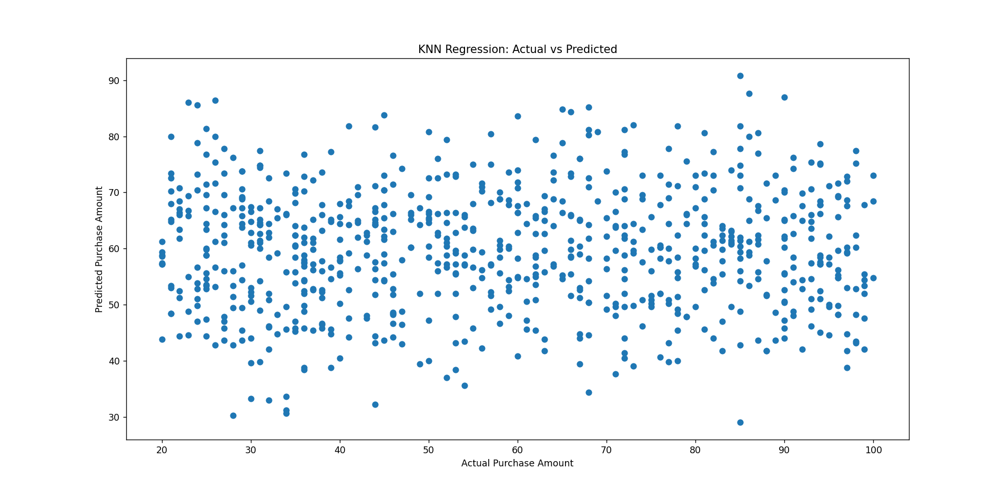 KNN Regression: Actual vs Predicted
Predicted Purchase Amount
90
80
70
60
50
40
30
20 30 40 50 60 70 80 90 100
Actual Purchase Amount